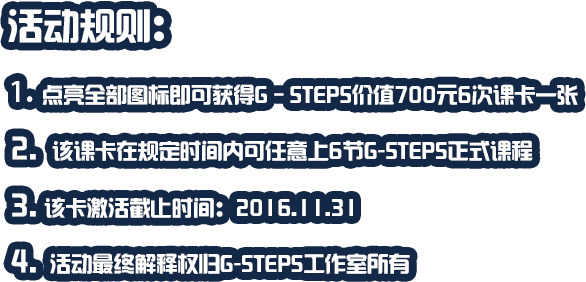 活动规则:
1. 点亮全部图标即可获得G - STEPS价值700元6次课卡一张
2. 该课卡在规定时间内可任意上6节G-STEPS正式课程
3. 该卡激活截止时间：2016.11.31
4. 活动最终解释权归G-STEPS工作室所有